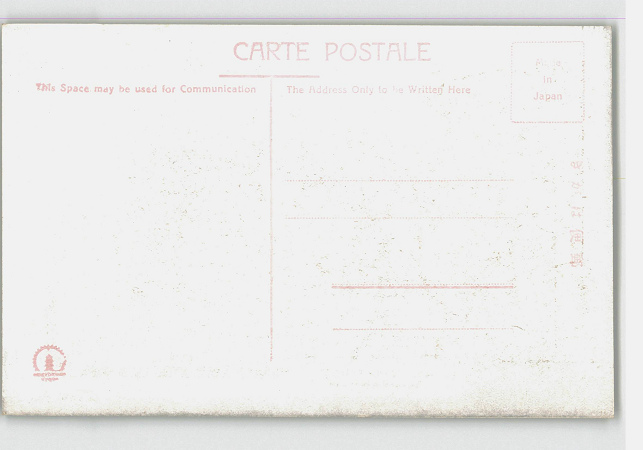 CARTE POSTALE
This Space may be used for Communication
The Address Only to be Written Here
in
Japan